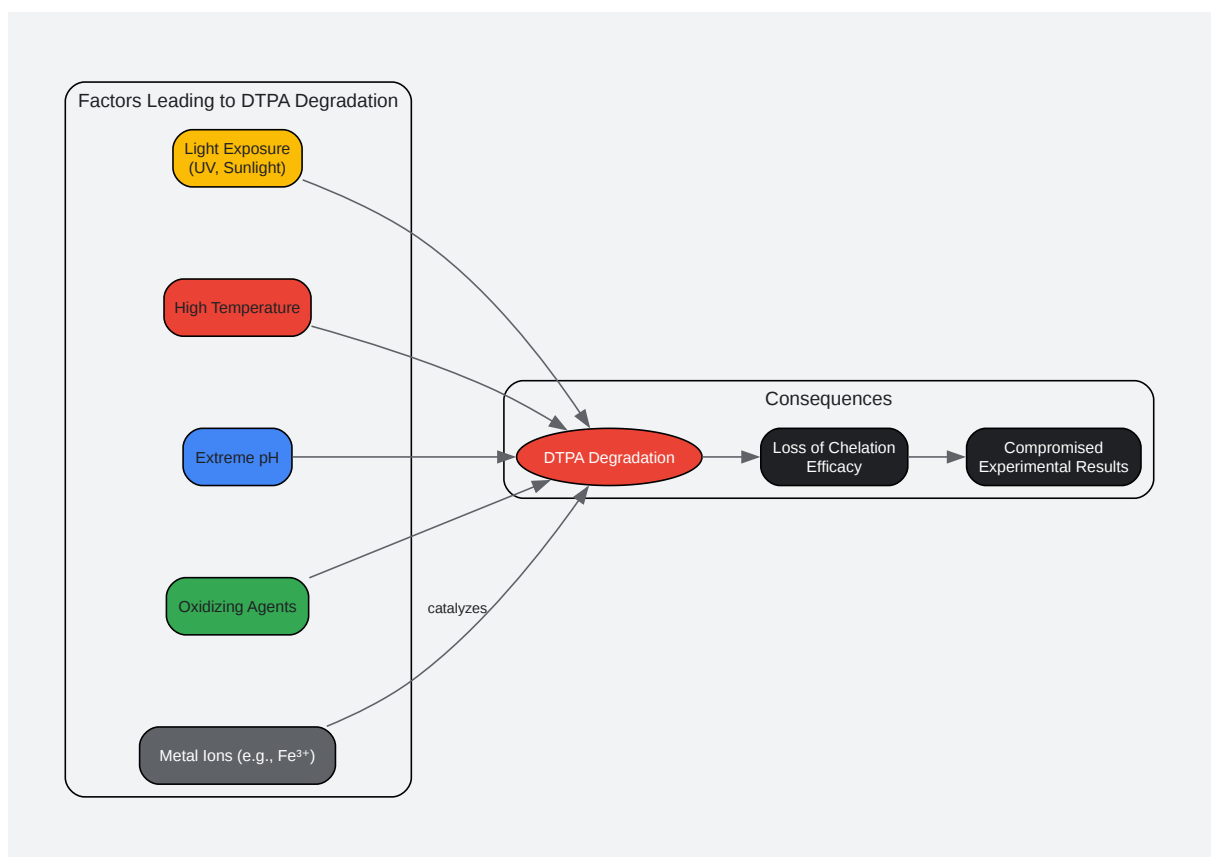 Factors Leading to DTPA Degradation
Light Exposure
(UV, Sunlight)
High Temperature
Extreme pH
Oxidizing Agents
Metal Ions (e.g., Fe³⁺)
catalyzes
Consequences
DTPA Degradation
Loss of Chelation
Efficacy
Compromised
Experimental Results